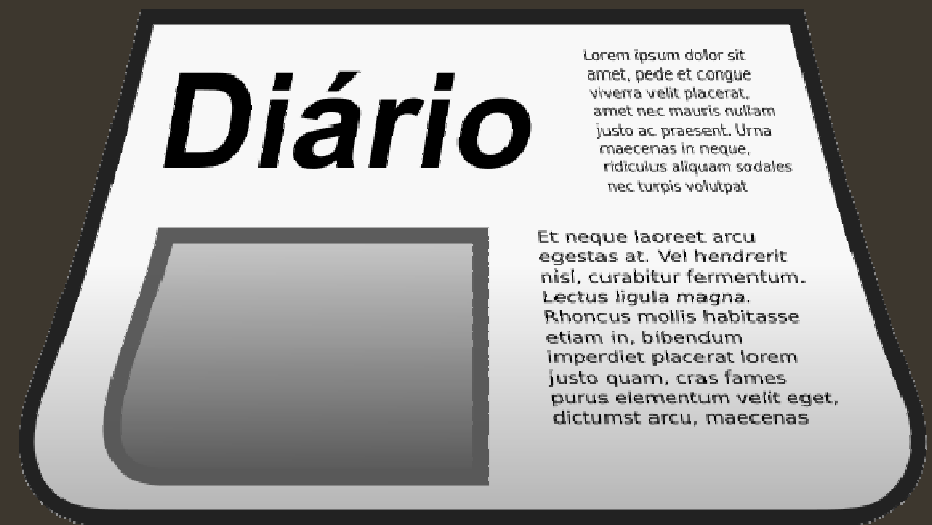 Diário
Lorem ipsum dolor sit
amet, pede et congue
viverra velit placerat,
amet nec mauris nullam
justo ac praesent. Urna
maecenas in neque,
ridiculus aliquam sodales
nec turpis volutpat
Et neque laoreet arcu
egestas at. Vel hendrerit
nisl, curabitur fermentum.
Lectus ligula magna.
Rhoncus mollis habitasse
etiam in, bibendum
imperdiet placerat lorem
justo quam, cras fames
purus elementum velit eget,
dictumst arcu, maecenas